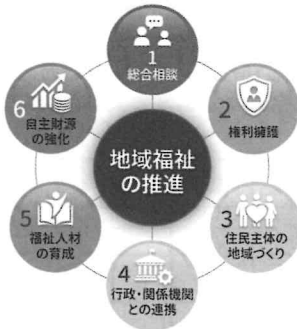 地域福祉
の推進
1
総合相談
2
権利擁護
3
住民主体の
地域づくり
4
行政・関係機関
との連携
5
福祉人材
の育成
6
自主財源
の強化